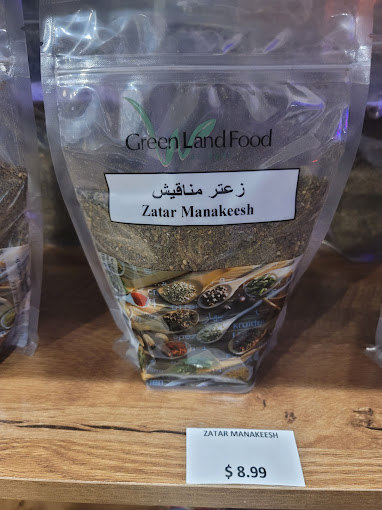 Green Land Food
زعتر مناقيش
Zatar Manakeesh
ZATAR MANAKEESH
$ 8.99